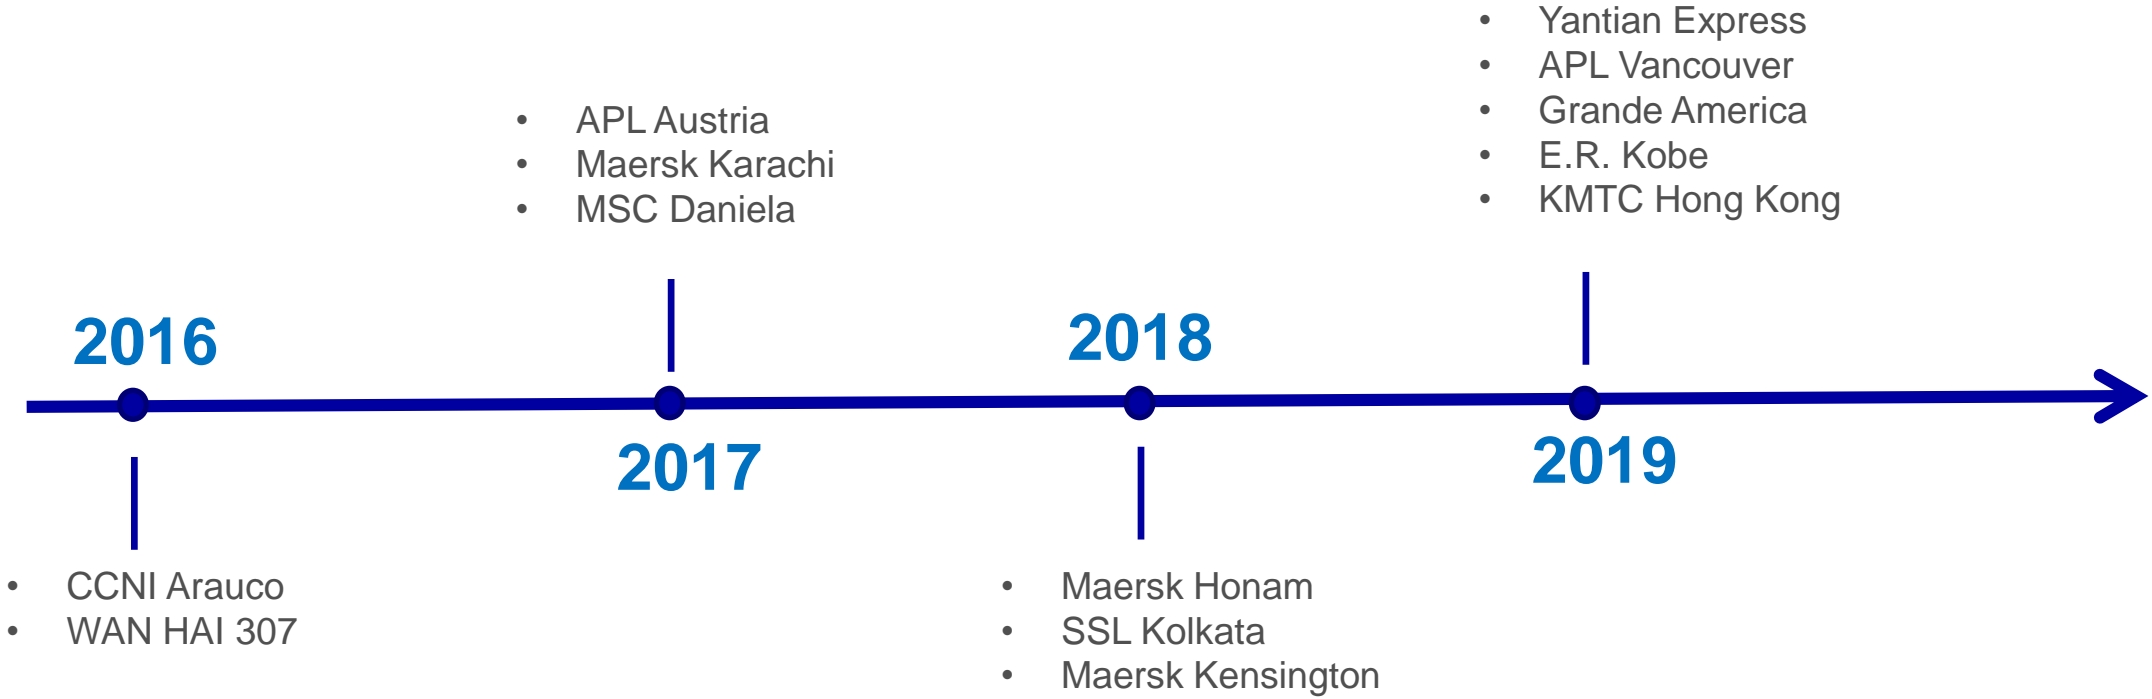 • Yantian Express
• APL Vancouver
• Grande America
• E.R. Kobe
• KMTC Hong Kong
• APL Austria
• Maersk Karachi
• MSC Daniela
2016
2018
2017
2019
• CCNI Arauco
• WAN HAI 307
• Maersk Honam
• SSL Kolkata
• Maersk Kensington